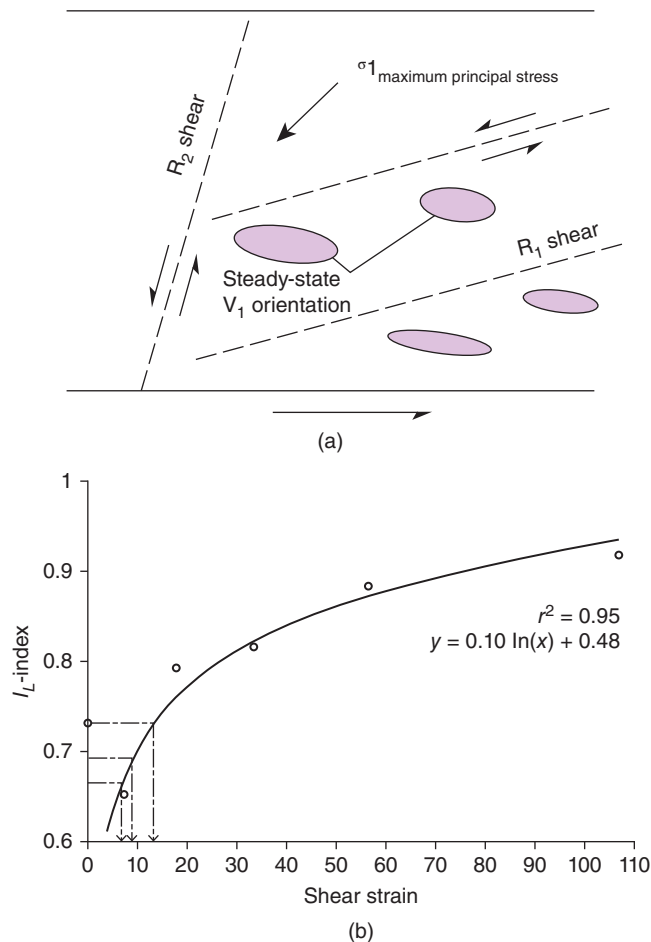 σ1 maximum principal stress
R2 shear
R1 shear
Steady-state
V1 orientation
(a)
1
0.9
0.8
0.7
0.6
IL-index
r2 = 0.95
y = 0.10 ln(x) + 0.48
0 10 20 30 40 50 60 70 80 90 100 110
Shear strain
(b)